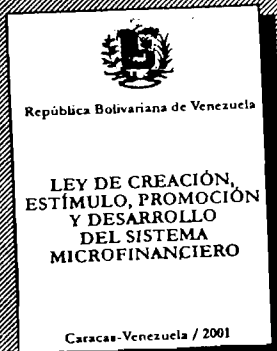 República Bolivariana de Venezuela
LEY DE CREACIÓN,
ESTÍMULO, PROMOCIÓN
Y DESARROLLO
DEL SISTEMA
MICROFINANCIERO
Caracas-Venezuela / 2001